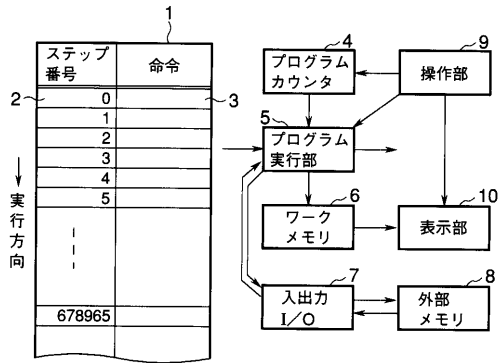 1
ステップ
番号
命令
2
0
3
1
2
3
4
5
678965
実行方向
4
プログラム
カウンタ
9
操作部
5
プログラム
実行部
6
ワーク
メモリ
10
表示部
7
入出力
I/O
8
外部
メモリ